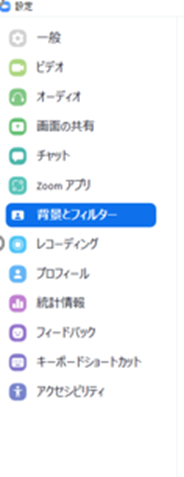 設定
一般
ビデオ
オーディオ
画面の共有
チャット
Zoom アプリ
背景とフィルター
レコーディング
プロフィール
統計情報
フィードバック
キーボードショートカット
アクセシビリティ